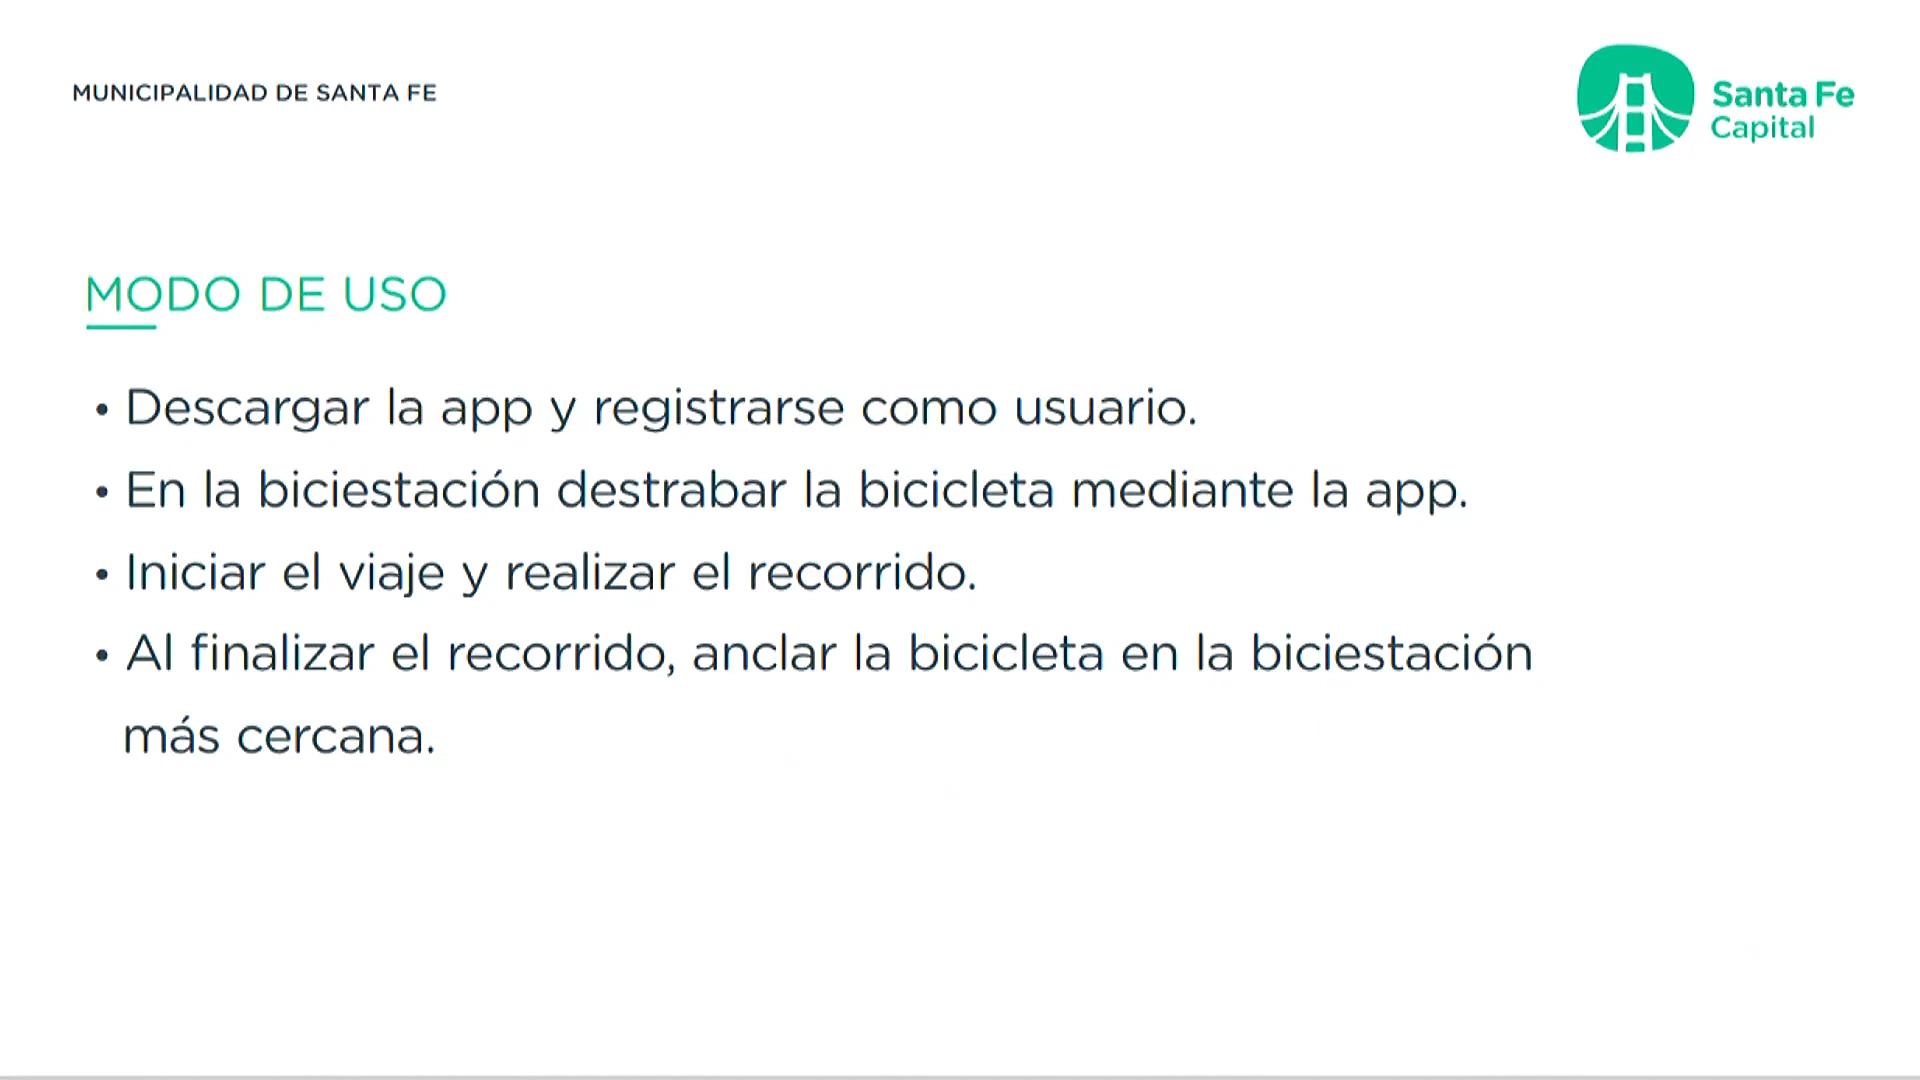 MUNICIPALIDAD DE SANTA FE
Santa Fe
Capital
MODO DE USO
• Descargar la app y registrarse como usuario.
• En la biciestación destrabar la bicicleta mediante la app.
• Iniciar el viaje y realizar el recorrido.
• Al finalizar el recorrido, anclar la bicicleta en la biciestación
más cercana.